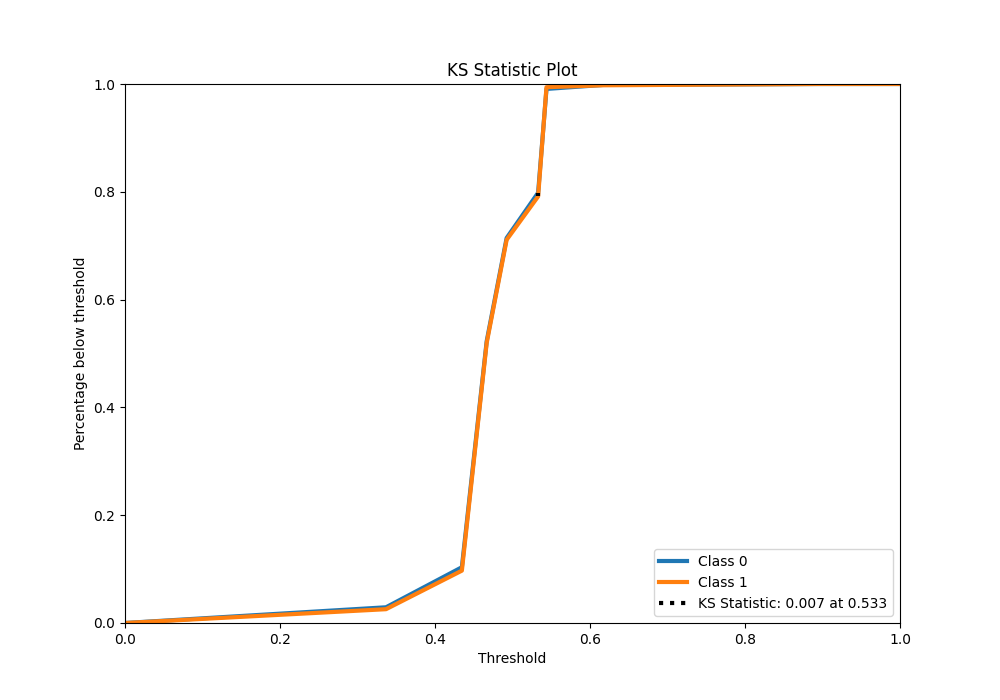 KS Statistic Plot
1.0
0.8
0.6
0.4
0.2
0.0
Percentage below threshold
0.0 0.2 0.4 0.6 0.8 1.0
Threshold
Class 0
Class 1
KS Statistic: 0.007 at 0.533